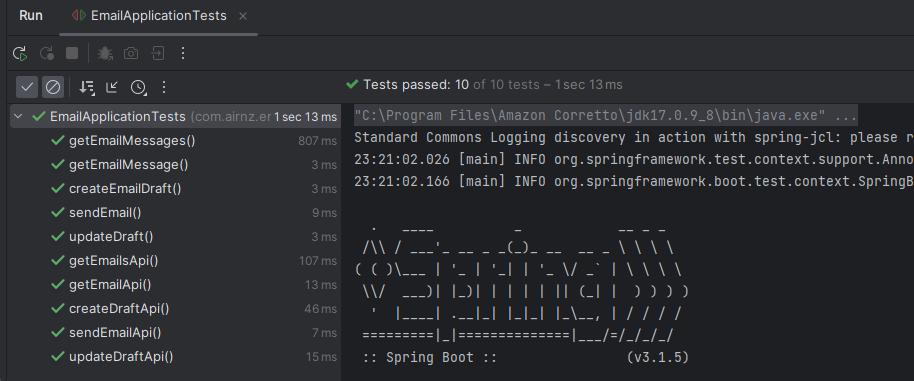 Run EmailApplicationTests
Tests passed: 10 of 10 tests – 1 sec 13 ms
EmailApplicationTests (com.airnz.er 1 sec 13 ms
getEmailMessages() 807 ms
getEmailMessage() 3 ms
createEmailDraft() 3 ms
sendEmail() 9 ms
updateDraft() 3 ms
getEmailsApi() 107 ms
getEmailApi() 13 ms
createDraftApi() 46 ms
sendEmailApi() 7 ms
updateDraftApi() 15 ms
"C:\Program Files\Amazon Corretto\jdk17.0.9_8\bin\java.exe" ...
Standard Commons Logging discovery in action with spring-jcl: please r
23:21:02.026 [main] INFO org.springframework.test.context.support.Anno
23:21:02.166 [main] INFO org.springframework.boot.test.context.SpringB
  .   ____          _            __ _ _
 /\\ / ___'_ __ _ _(_)_ __  __ _ \ \ \ \
( ( )\___ | '_ | '_| | '_ \/ _` | \ \ \ \
 \\/  ___)| |_)| | | | | || (_| |  ) ) ) )
  '  |____| .__|_| |_|_| |_\__, | / / / /
 =========|_|==============|___/=/_/_/_/
 :: Spring Boot ::                (v3.1.5)